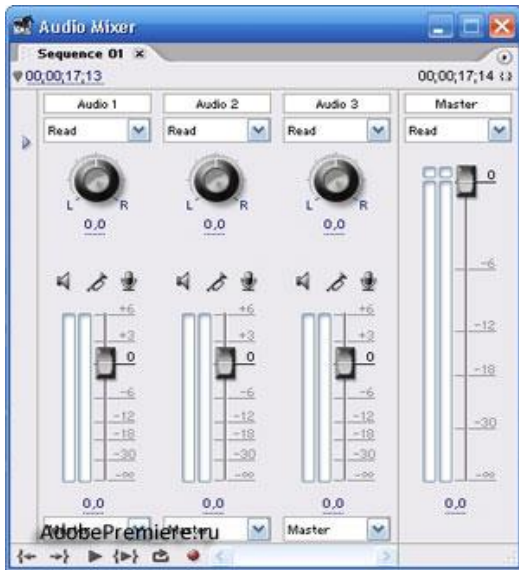 Audio Mixer
Sequence 01 ×
00;00;17;13 00;00;17;14
Audio 1 Audio 2 Audio 3 Master
Read Read Read Read
L R L R L R
0,0 0,0 0,0
+6 +6 +6 0
+3 +3 +3 -6
0 0 0 -12
-6 -6 -6 -18
-12 -12 -12 -30
-18 -18 -18 -∞
-30 -30 -30
-∞ -∞ -∞
0,0 0,0 0,0 0,0
Master Master Master
AdobePremiere.ru